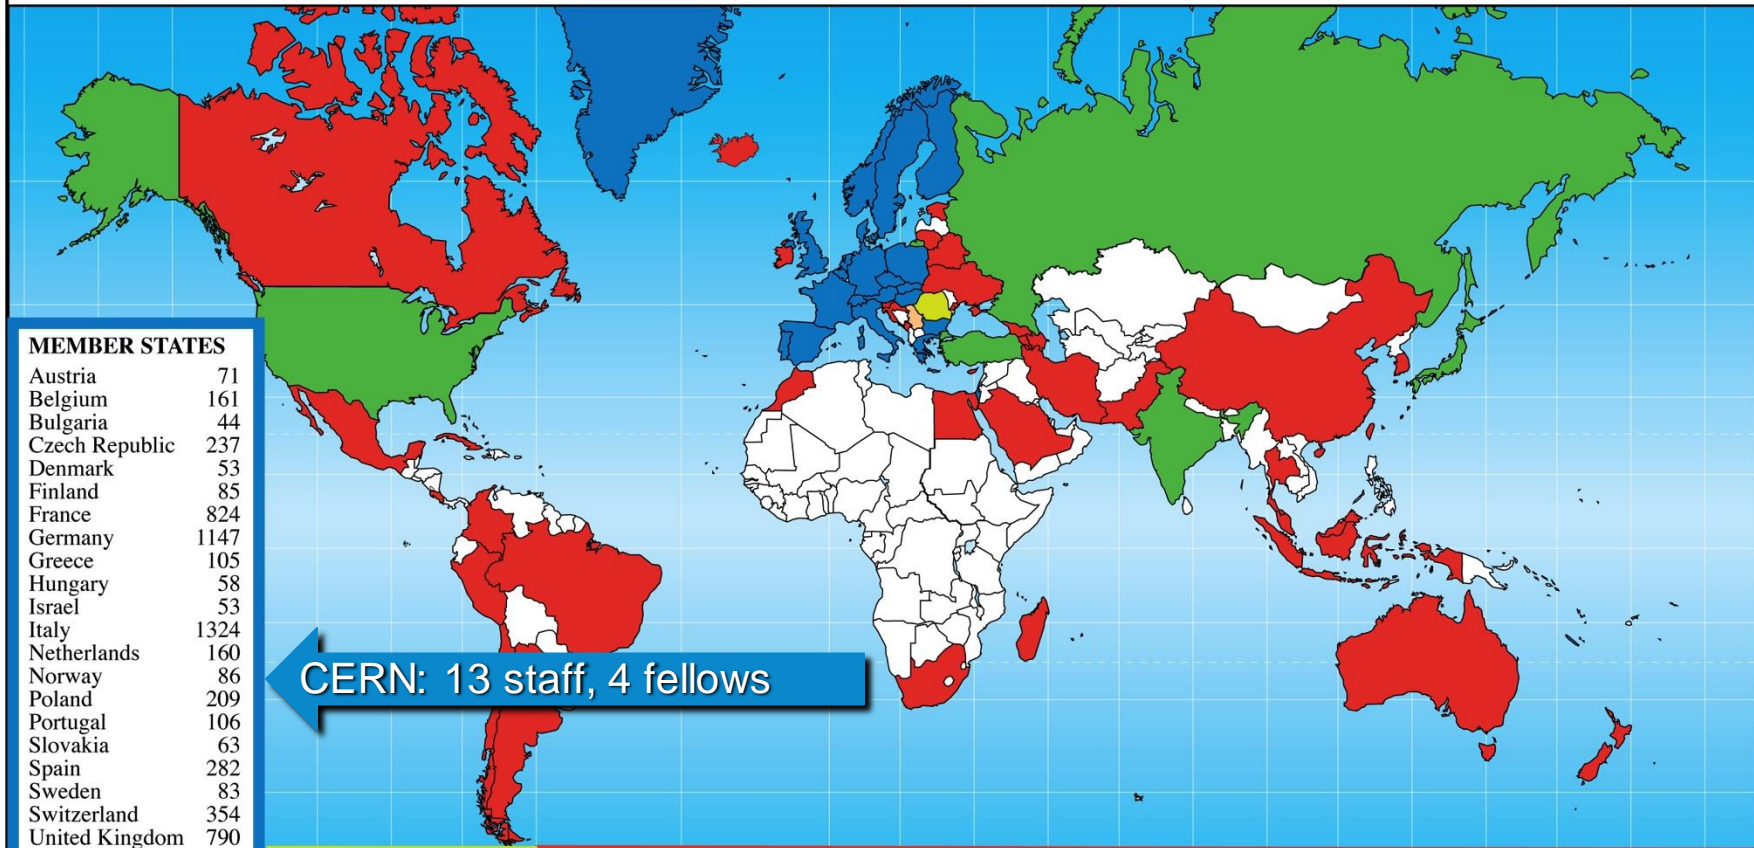 MEMBER STATES
Austria 71
Belgium 161
Bulgaria 44
Czech Republic 237
Denmark 53
Finland 85
France 824
Germany 1147
Greece 105
Hungary 58
Israel 53
Italy 1324
Netherlands 160
Norway 86
Poland 209
Portugal 106
Slovakia 63
Spain 282
Sweden 83
Switzerland 354
United Kingdom 790
CERN: 13 staff, 4 fellows